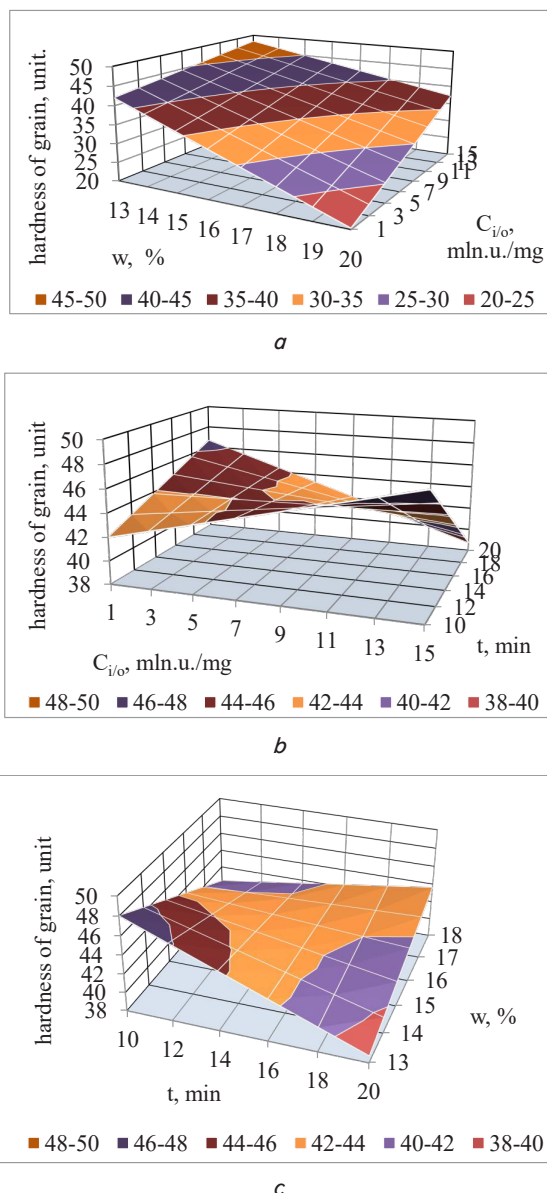 hardness of grain, unit.
50
45
40
35
30
25
20
13 14 15 16 17 18 19 20
w, %
1 3 5 7 9 11 13 15
C i/o,
mln.u./mg
45-50 40-45 35-40 30-35 25-30 20-25
a
hardness of grain, unit
50
48
46
44
42
40
38
1 3 5 7 9 11 13 15
C i/o, mln.u./mg
10 12 14 16 18 20
t, min
48-50 46-48 44-46 42-44 40-42 38-40
b
hardness of grain, unit
50
48
46
44
42
40
38
10 12 14 16 18 20
t, min
13 14 15 16 17 18
w, %
48-50 46-48 44-46 42-44 40-42 38-40
c